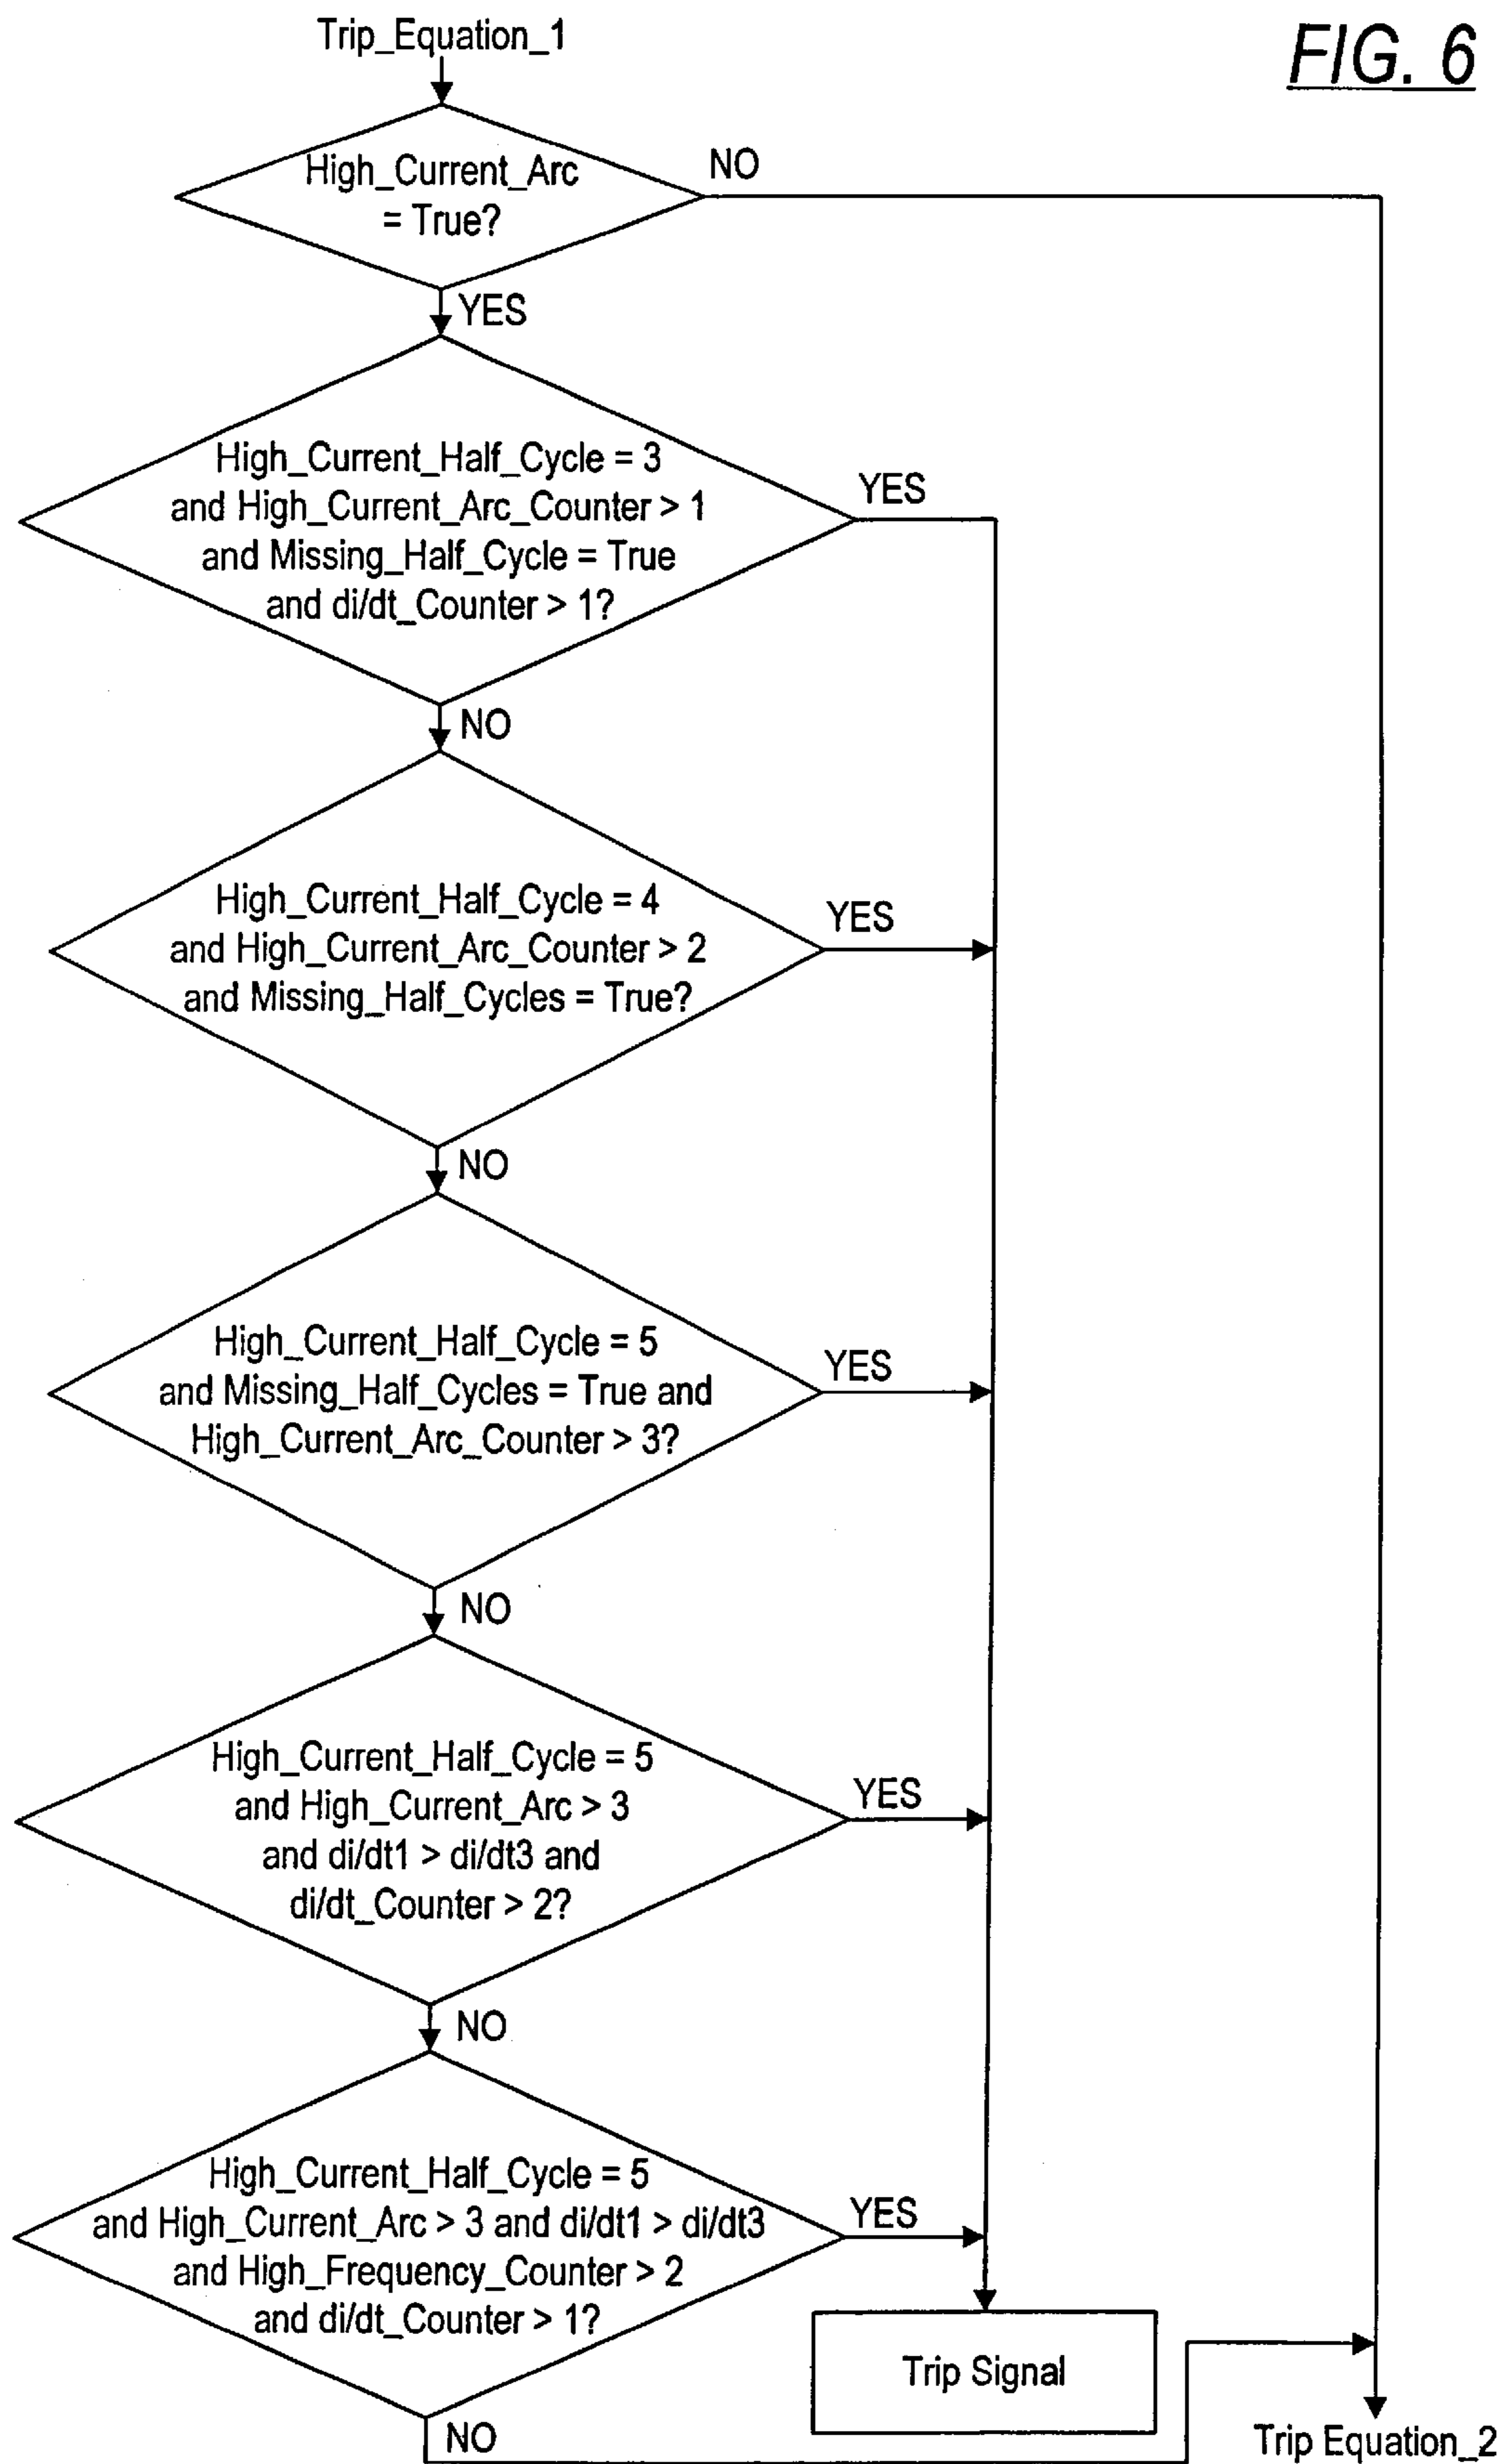 FIG. 6
Trip_Equation_1
High_Current_Arc
= True?
NO
YES
High_Current_Half_Cycle = 3
and High_Current_Arc_Counter > 1
and Missing_Half_Cycle = True
and di/dt_Counter > 1?
YES
NO
High_Current_Half_Cycle = 4
and High_Current_Arc_Counter > 2
and Missing_Half_Cycles = True?
YES
NO
High_Current_Half_Cycle = 5
and Missing_Half_Cycles = True and
High_Current_Arc_Counter > 3?
YES
NO
High_Current_Half_Cycle = 5
and High_Current_Arc > 3
and di/dt1 > di/dt3 and
di/dt_Counter > 2?
YES
NO
High_Current_Half_Cycle = 5
and High_Current_Arc > 3 and di/dt1 > di/dt3
and High_Frequency_Counter > 2
and di/dt_Counter > 1?
YES
NO
Trip Signal
Trip Equation_2